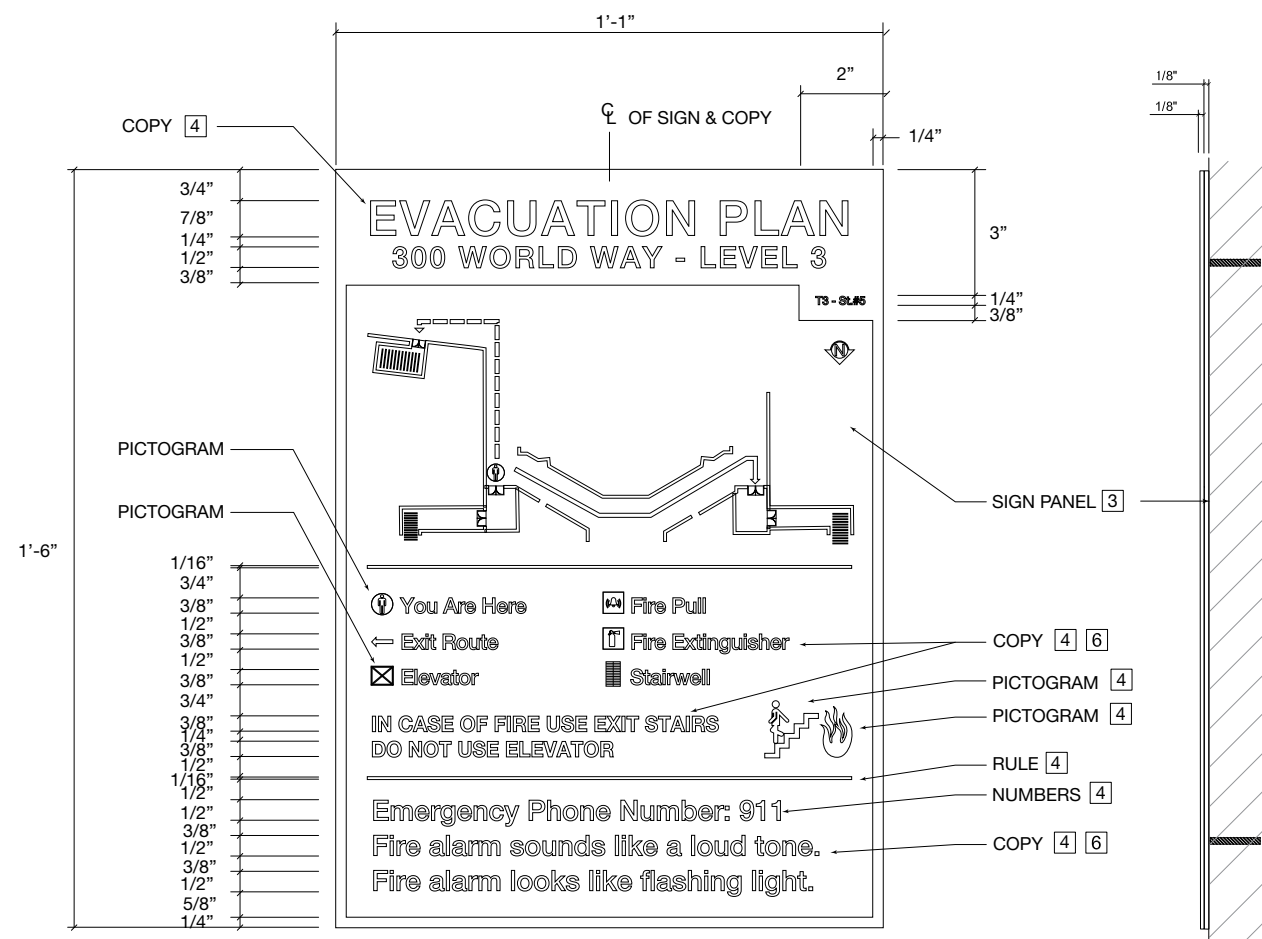 1’-1”
2”
1/8"
1/8"
℄ OF SIGN & COPY
COPY 4
1/4”
3/4”
7/8”
1/4”
1/2”
3/8”
EVACUATION PLAN
300 WORLD WAY - LEVEL 3
3”
T3 - St.#5
1/4”
3/8”
N
PICTOGRAM
PICTOGRAM
SIGN PANEL 3
1’-6”
1/16”
3/4”
3/8”
1/2”
3/8”
1/2”
3/8”
3/4”
3/8”
1/4”
3/8”
1/2”
1/16”
1/2”
1/2”
3/8”
1/2”
3/8”
1/2”
5/8”
1/4”
You Are Here
Fire Pull
Exit Route
Fire Extinguisher
Elevator
Stairwell
COPY 4 6
PICTOGRAM 4
PICTOGRAM 4
IN CASE OF FIRE USE EXIT STAIRS
DO NOT USE ELEVATOR
RULE 4
NUMBERS 4
Emergency Phone Number: 911
Fire alarm sounds like a loud tone.
COPY 4 6
Fire alarm looks like flashing light.